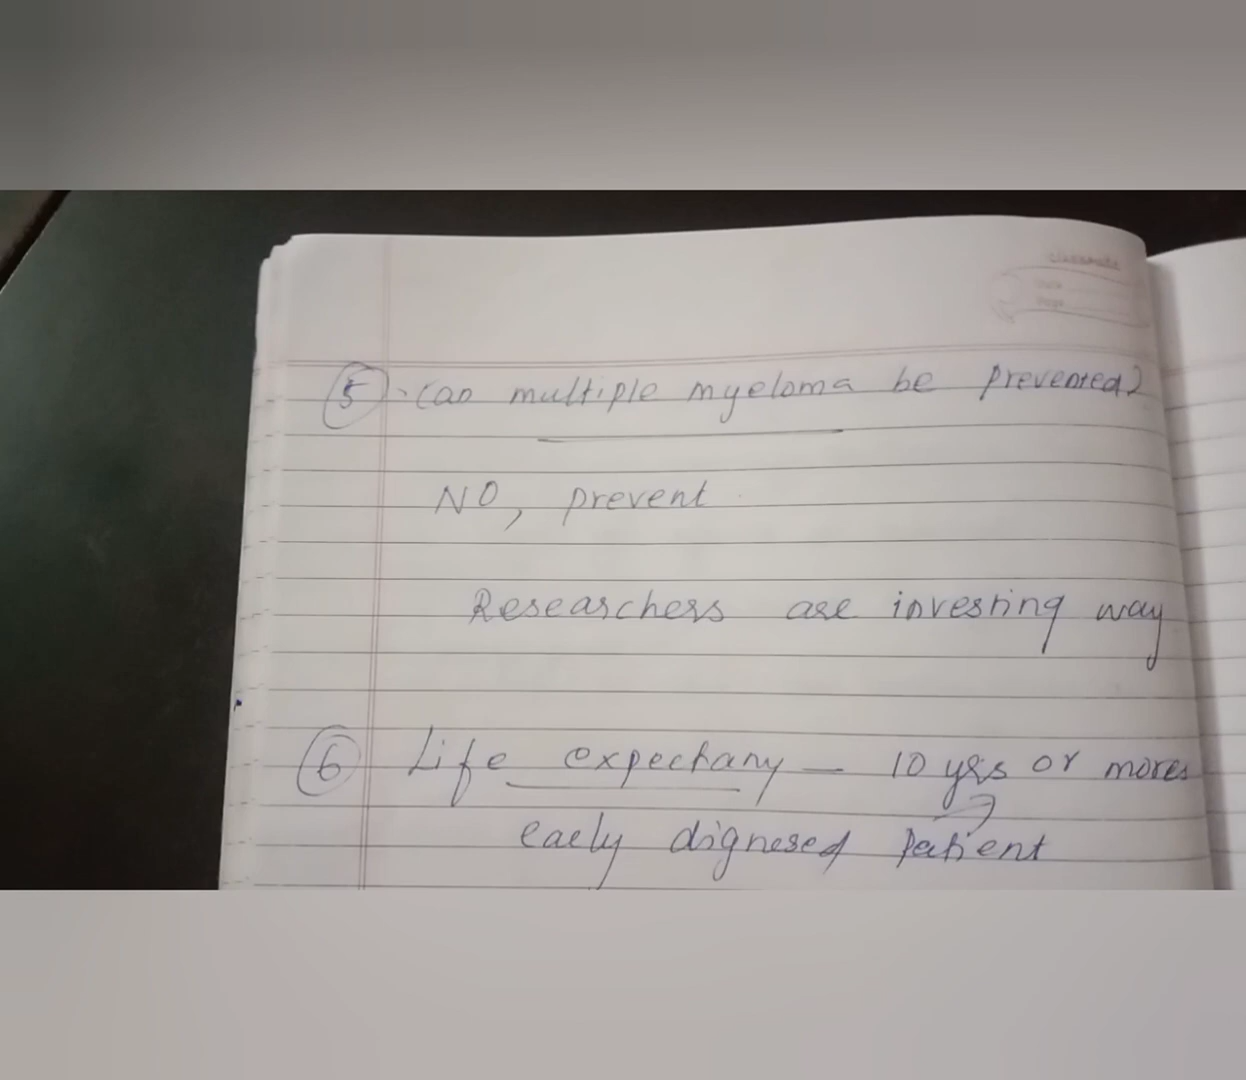 5. Can multiple myeloma be prevented?
NO, prevent
Researchers are investing way
6 Life expectany — 10 yrs or mores
early dignesed patient